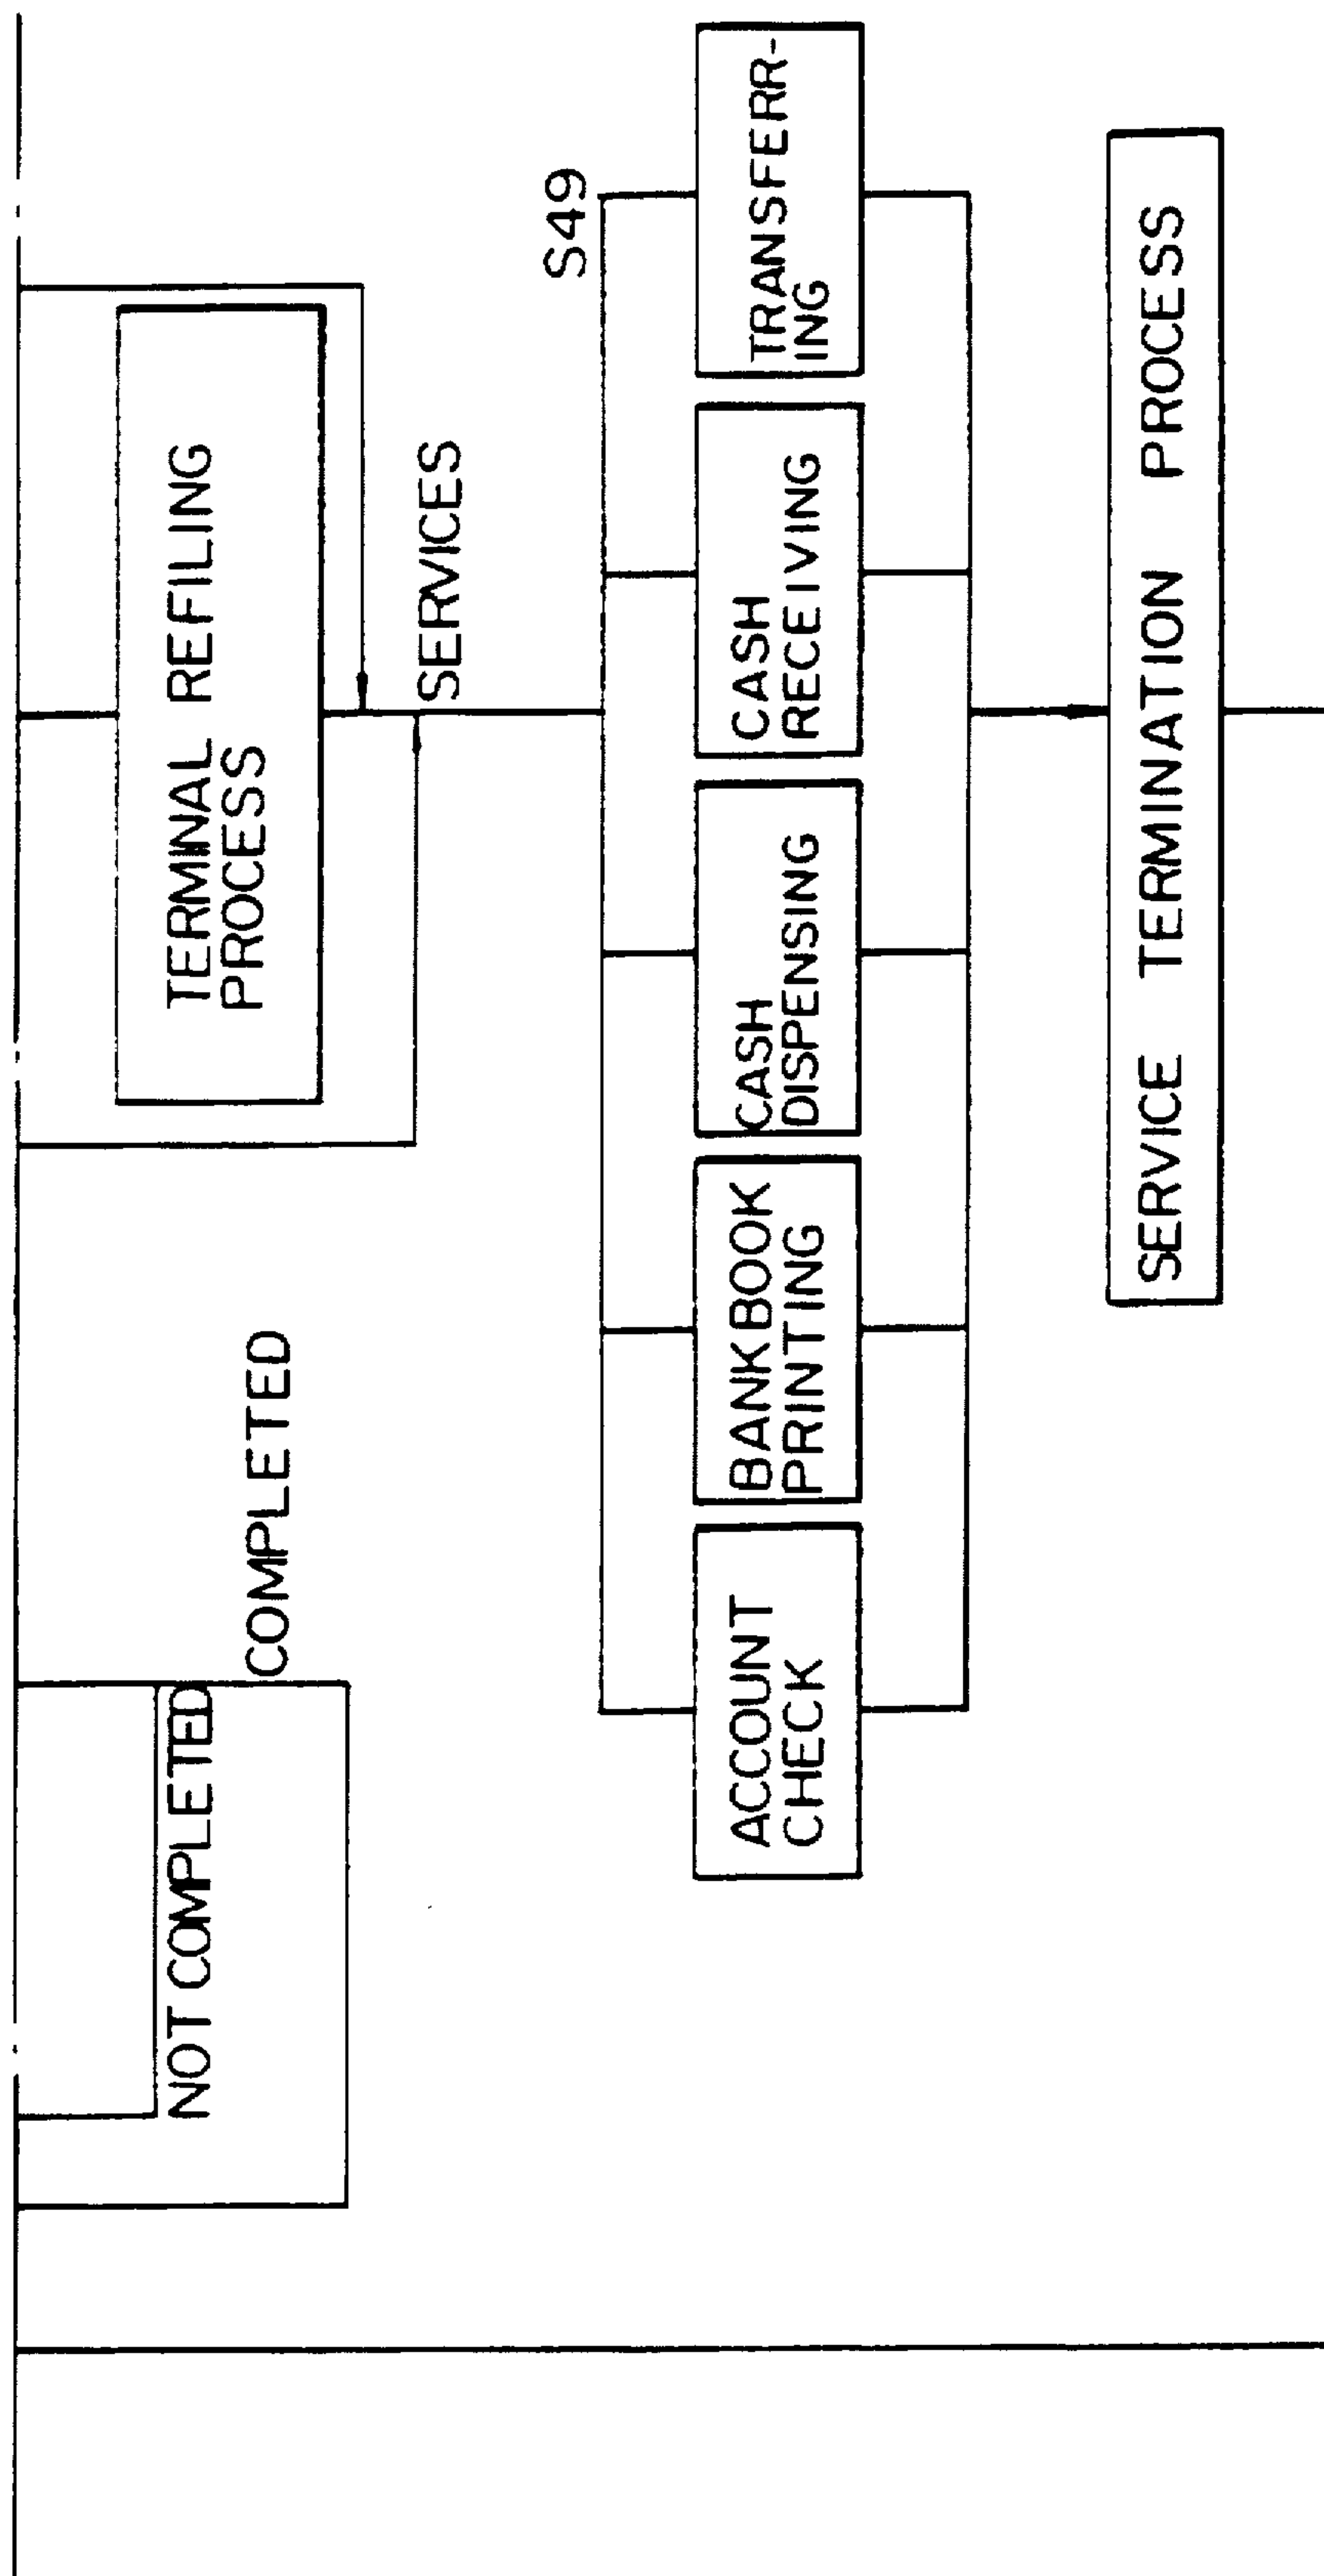 NOT COMPLETED
COMPLETED
TERMINAL REFILING
PROCESS
SERVICES
S49
ACCOUNT
CHECK
BANKBOOK
PRINTING
CASH
DISPENSING
CASH
RECEIVING
TRANSFERR-
ING
SERVICE TERMINATION PROCESS